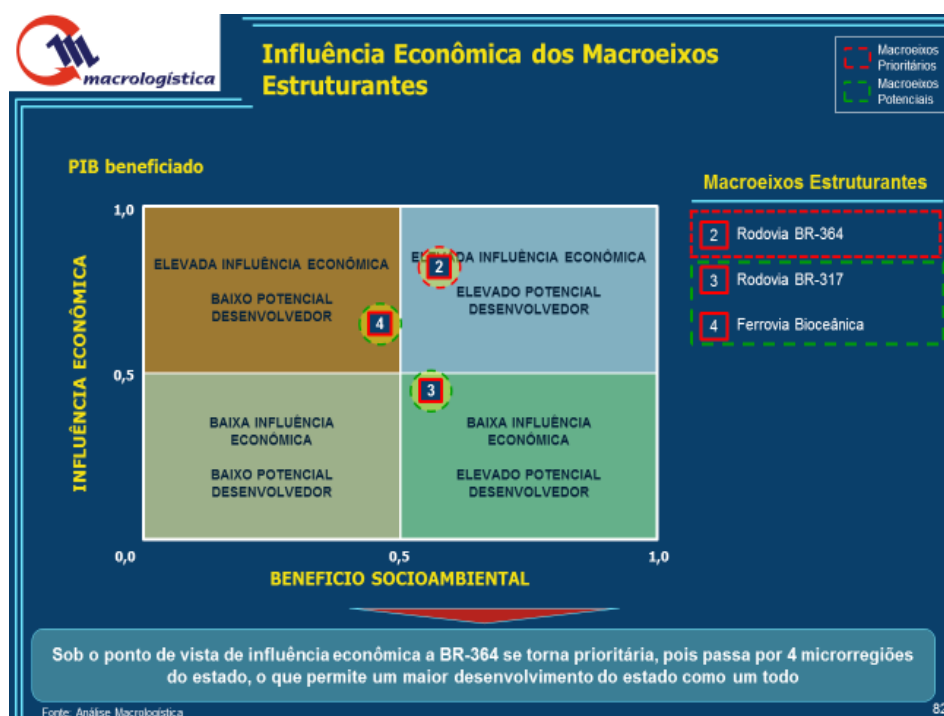 macrologística
Influência Econômica dos Macroeixos
Estruturantes
Macroeixos
Prioritários
Macroeixos
Potenciais
PIB beneficiado
Macroeixos Estruturantes
2 Rodovia BR-364
3 Rodovia BR-317
4 Ferrovia Bioceânica
INFLUÊNCIA ECONÔMICA
1,0
0,5
0,0
0,5
1,0
ELEVADA INFLUÊNCIA ECONÔMICA
BAIXO POTENCIAL
DESENVOLVEDOR
4
ELEVADA INFLUÊNCIA ECONÔMICA
2
ELEVADO POTENCIAL
DESENVOLVEDOR
3
BAIXA INFLUÊNCIA
ECONÔMICA
BAIXO POTENCIAL
DESENVOLVEDOR
BAIXA INFLUÊNCIA
ECONÔMICA
ELEVADO POTENCIAL
DESENVOLVEDOR
BENEFICIO SOCIOAMBIENTAL
Sob o ponto de vista de influência econômica a BR-364 se torna prioritária, pois passa por 4 microrregiões
do estado, o que permite um maior desenvolvimento do estado como um todo
Fonte: Análise Macrologística
82